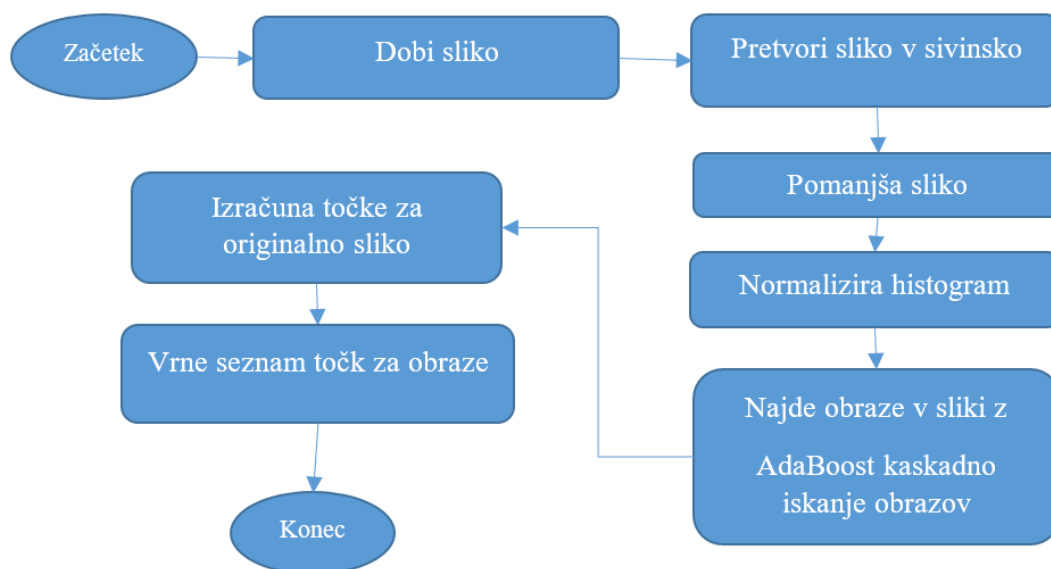 Začetek
Dobi sliko
Pretvori sliko v sivinsko
Pomanjša sliko
Normalizira histogram
Najde obraze v sliki z
AdaBoost kaskadno
iskanje obrazov
Izračuna točke za
originalno sliko
Vrne seznam točk za obraze
Konec